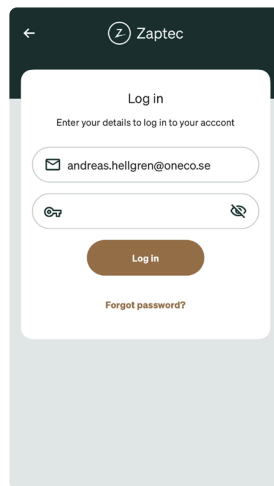 Zaptec
Log in
Enter your details to log in to your acccont
andreas.hellgren@oneco.se
Log in
Forgot password?